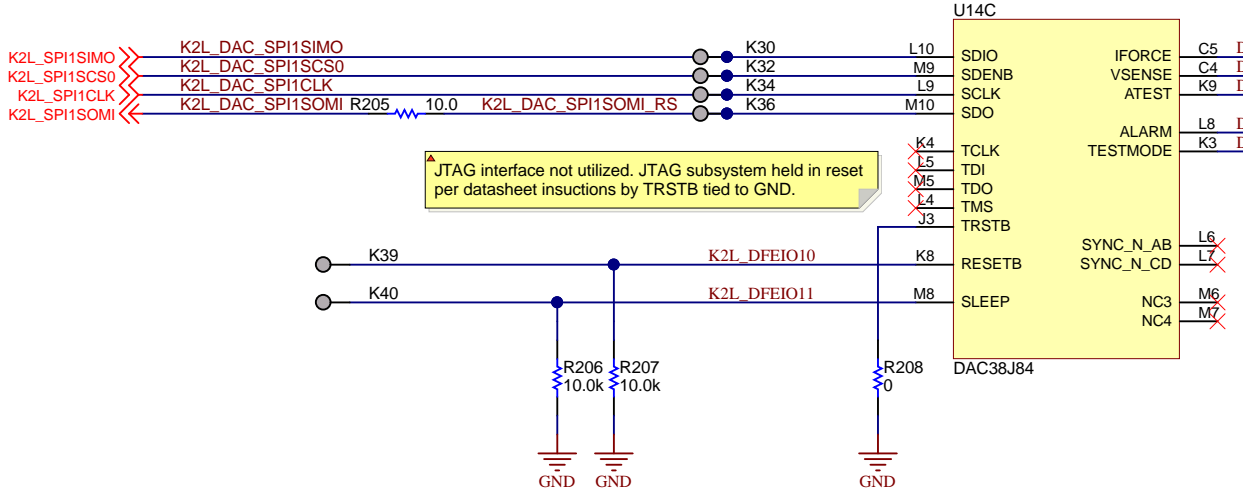 U14C
K2L_SPI1SIMO K2L_DAC_SPI1SIMO K30 L10 SDIO IFORCE C5 D
K2L_SPI1SCS0 K2L_DAC_SPI1SCS0 K32 M9 SDENB VSENSE C4 D
K2L_SPI1CLK K2L_DAC_SPI1CLK K34 L9 SCLK ATEST K9 D
K2L_SPI1SOMI K2L_DAC_SPI1SOMI R205 10.0 K2L_DAC_SPI1SOMI_RS K36 M10 SDO
ALARM L8 D
K4 TCLK TESTMODE K3 D
JTAG interface not utilized. JTAG subsystem held in reset
per datasheet insuctions by TRSTB tied to GND.
L5 TDI
M5 TDO
L4 TMS
J3 TRSTB
SYNC_N_AB L6
K39 K2L_DFEIO10 K8 RESETB SYNC_N_CD L7
K40 K2L_DFEIO11 M8 SLEEP NC3 M6
NC4 M7
DAC38J84
R206 10.0k
R207 10.0k
R208 0
GND GND GND